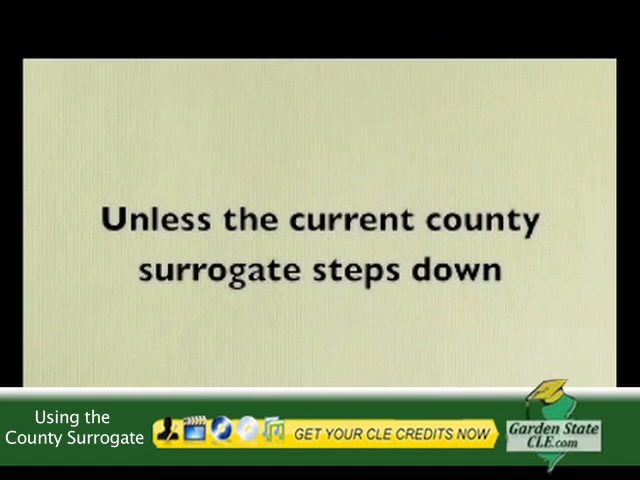 Unless the current county
surrogate steps down
Using the
County Surrogate
GET YOUR CLE CREDITS NOW
Garden State
CLE.com